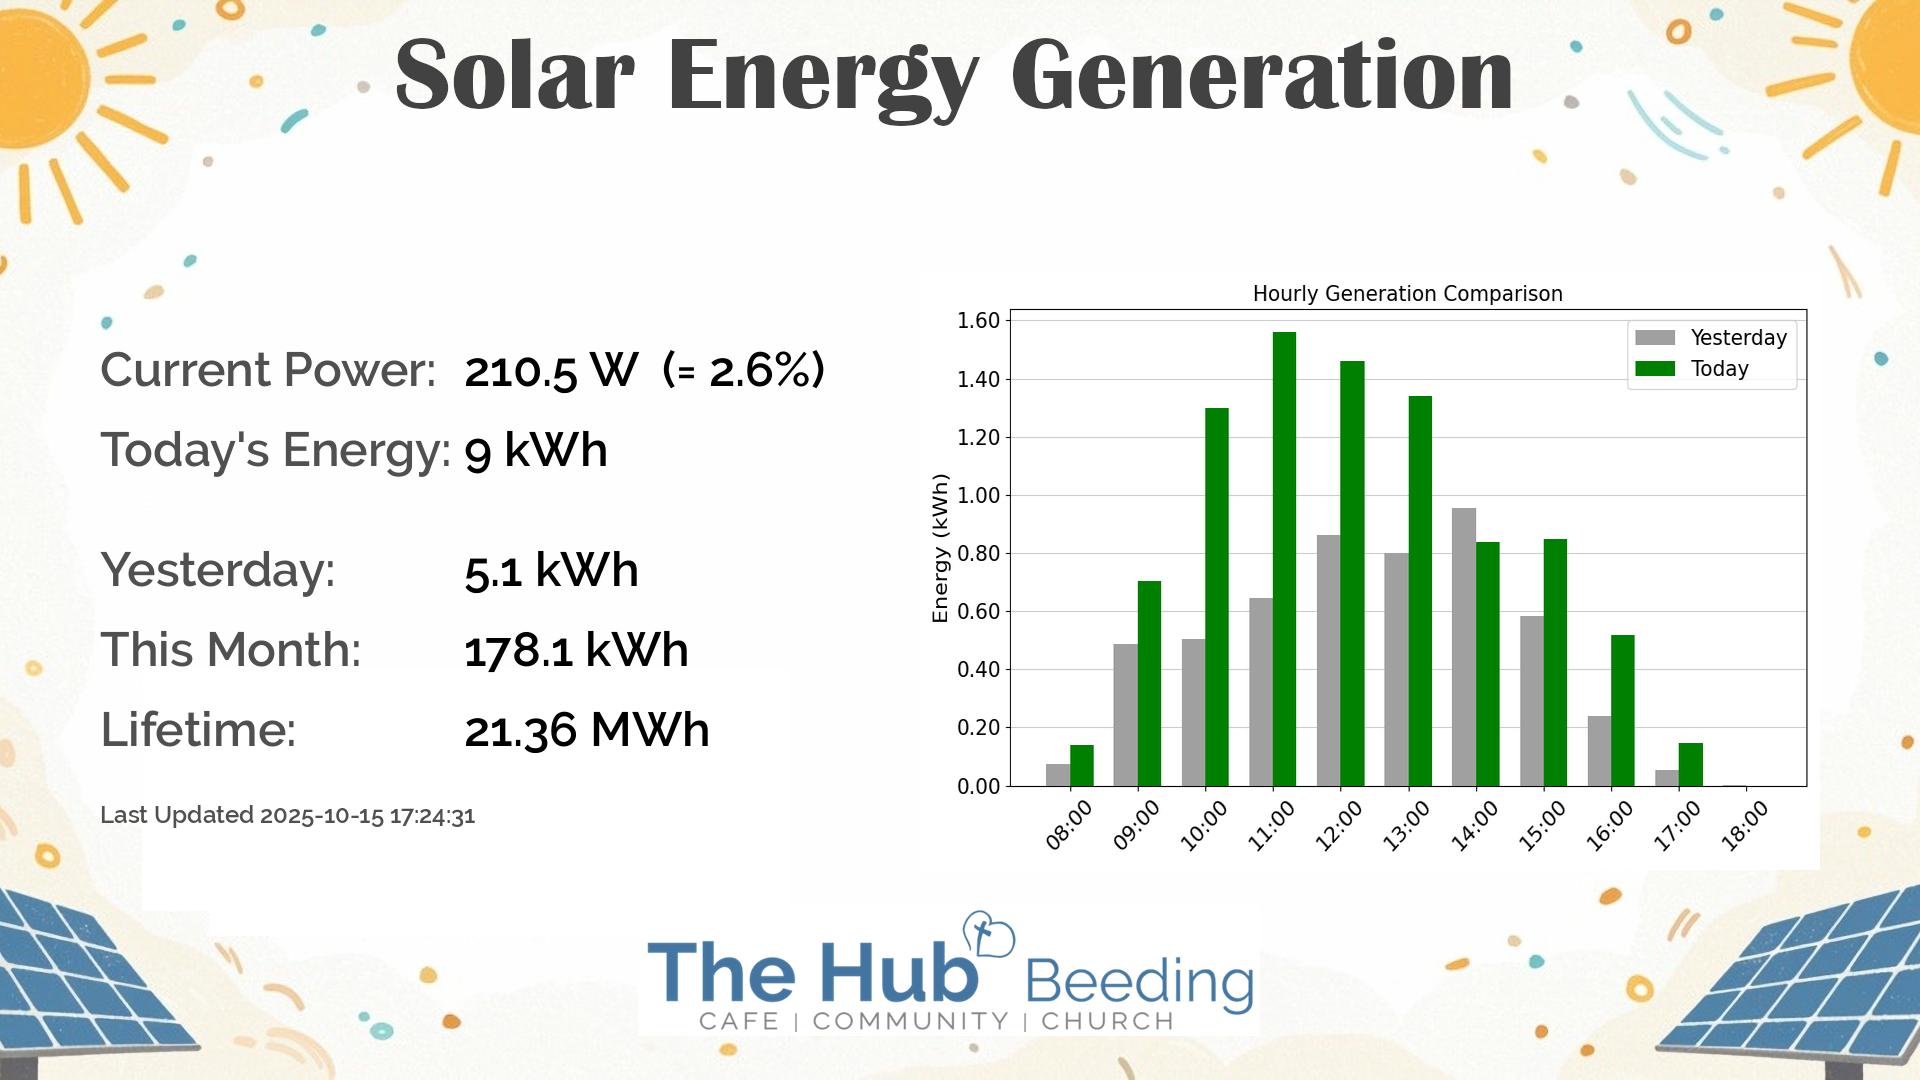 Solar Energy Generation
Current Power: 210.5 W (= 2.6%)
Today's Energy: 9 kWh
Yesterday: 5.1 kWh
This Month: 178.1 kWh
Lifetime: 21.36 MWh
Last Updated 2025-10-15 17:24:31
Hourly Generation Comparison
Energy (kWh)
1.60
1.40
1.20
1.00
0.80
0.60
0.40
0.20
0.00
Yesterday
Today
08:00 09:00 10:00 11:00 12:00 13:00 14:00 15:00 16:00 17:00 18:00
The Hub Beeding
CAFE | COMMUNITY | CHURCH